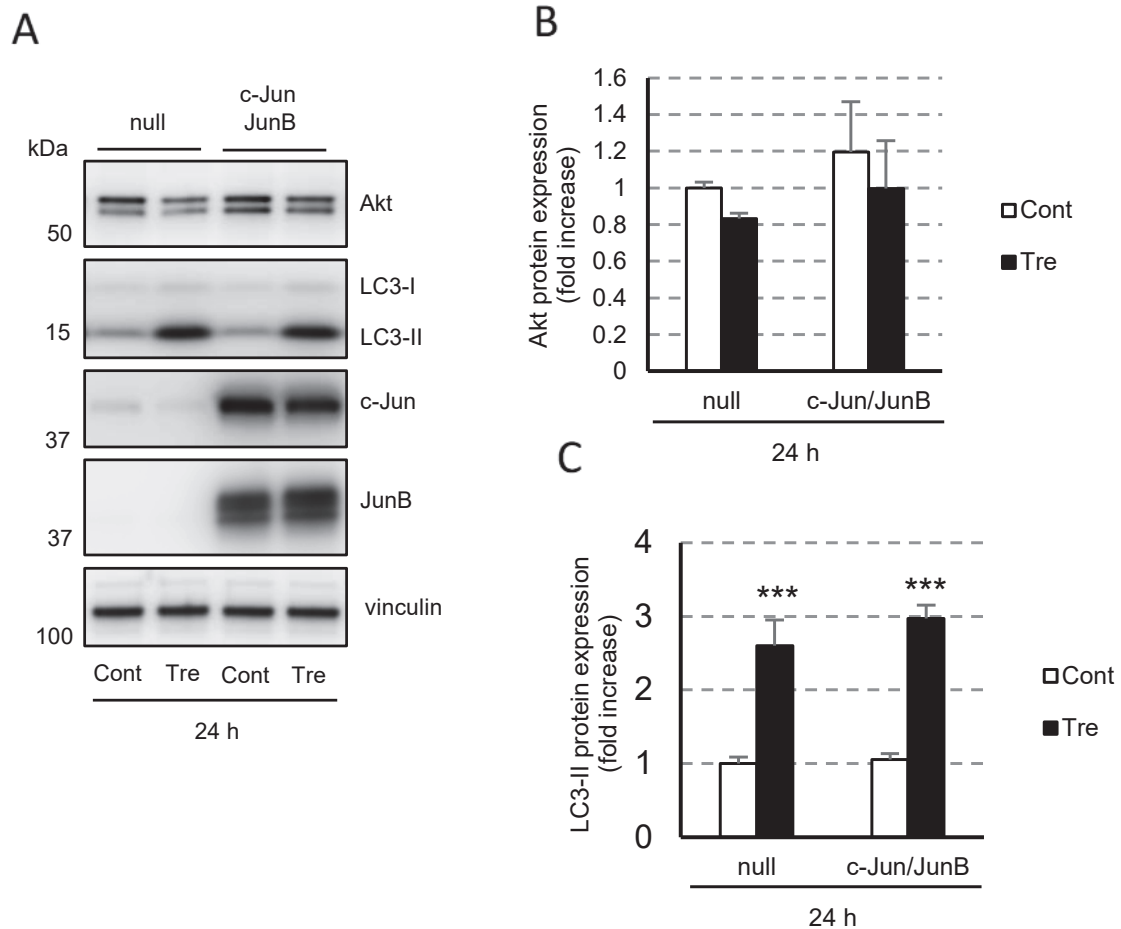 A
null
c-Jun
JunB
kDa
Akt
50
LC3-I
15
LC3-II
c-Jun
37
JunB
37
vinculin
100
Cont Tre Cont Tre
24 h
B
Akt protein expression
(fold increase)
1.6
1.4
1.2
1
0.8
0.6
0.4
0.2
0
Cont
Tre
null c-Jun/JunB
24 h
C
LC3-II protein expression
(fold increase)
4
3
2
1
0
*** ***
Cont
Tre
null c-Jun/JunB
24 h